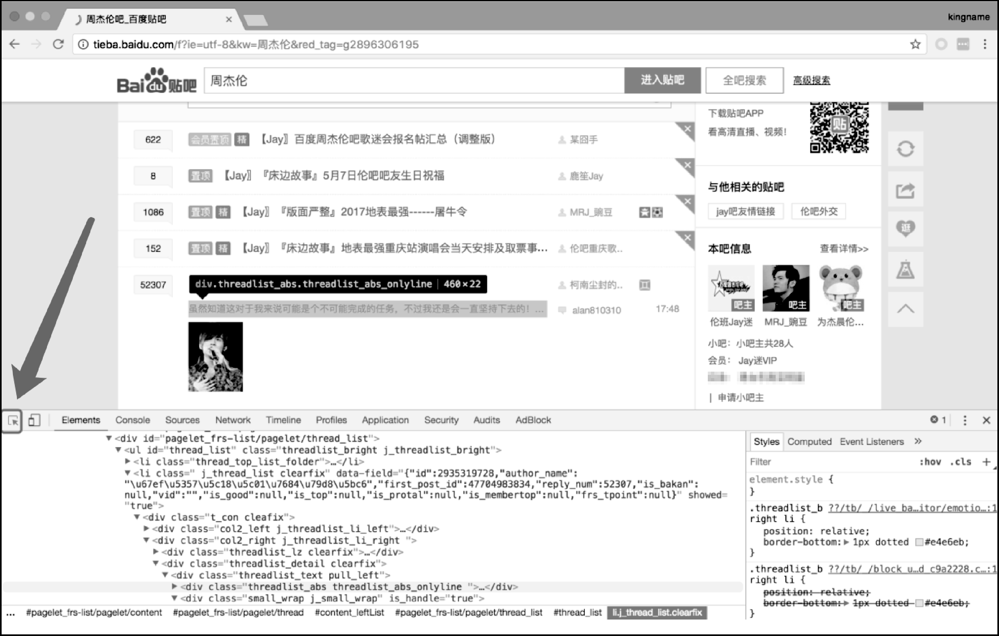 周杰伦吧_百度贴吧
kingname
tieba.baidu.com/f?ie=utf-8&kw=周杰伦&red_tag=g2896306195
Bai du 贴吧
周杰伦
进入贴吧
全吧搜索
高级搜索
下载贴吧APP
看高清直播、视频!
贴
622
会员置顶 精 【Jay】百度周杰伦吧歌迷会报名帖汇总（调整版）
某囧手
8
置顶 【Jay】『床边故事』5月7日伦吧吧友生日祝福
鹿笙Jay
1086
置顶 精 【Jay】『版面严整』2017地表最强------屠牛令
MRJ_豌豆
152
置顶 精 【Jay】『床边故事』地表最强重庆站演唱会当天安排及取票事...
伦吧重庆歌..
52307
div.threadlist_abs.threadlist_abs_onlyline | 460×22
柯南尘封的..
虽然知道这对于我来说可能是个不可能完成的任务，不过我还是会一直坚持下去的！...
alan810310
17:48
与他相关的贴吧
jay吧友情链接
伦吧外交
本吧信息
查看详情>>
吧主 吧主 吧主
伦班Jay迷 MRJ_豌豆 为杰晨伦...
小吧： 小吧主共28人
会员： Jay迷VIP
| 申请小吧主
逛
Elements Console Sources Network Timeline Profiles Application Security Audits AdBlock
1
<div id="pagelet_frs-list/pagelet/thread_list">
<ul id="thread_list" class="threadlist_bright j_threadlist_bright">
<li class="thread_top_list_folder">…</li>
<li class=" j_thread_list clearfix" data-field="{"id":2935319728,"author_name":
"\u67ef\u5357\u5c18\u5c01\u7684\u79d8\u5bc6","first_post_id":47704983834,"reply_num":52307,"is_bakan":
null,"vid":"","is_good":null,"is_top":null,"is_protal":null,"is_membertop":null,"frs_tpoint":null}" showed=
"true">
<div class="t_con cleafix">
<div class="col2_left j_threadlist_li_left">…</div>
<div class="col2_right j_threadlist_li_right ">
<div class="threadlist_lz clearfix">…</div>
<div class="threadlist_detail clearfix">
<div class="threadlist_text pull_left">
<div class="threadlist_abs threadlist_abs_onlyline ">…</div>
<div class="small_wrap j_small_wrap" is_handle="true">
... #pagelet_frs-list/pagelet/content #pagelet_frs-list/pagelet/thread #content_leftList #pagelet_frs-list/pagelet/thread_list #thread_list li.j_thread_list.clearfix
Styles Computed Event Listeners »
Filter :hov .cls +
element.style {
}
.threadlist_b ??/tb/_/live_ba…itor/emotio…:1
right li {
position: relative;
border-bottom: 1px dotted #e4e6eb;
}
.threadlist_b ??/tb/_/block_u…d_c9a2228.c…:1
right li {
position: relative;
border-bottom: 1px dotted #e4e6eb;
}